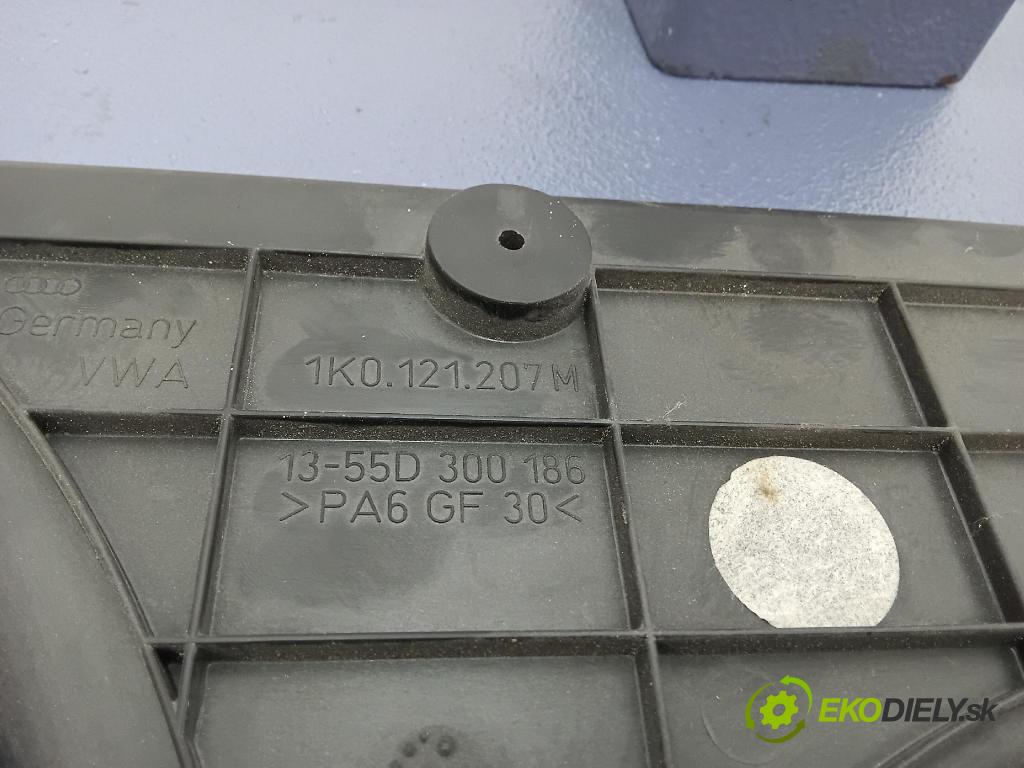 Germany
VWA
1K0.121.207 M
13-55D 300 186
>PA6 GF 30<
EKODIELY.sk